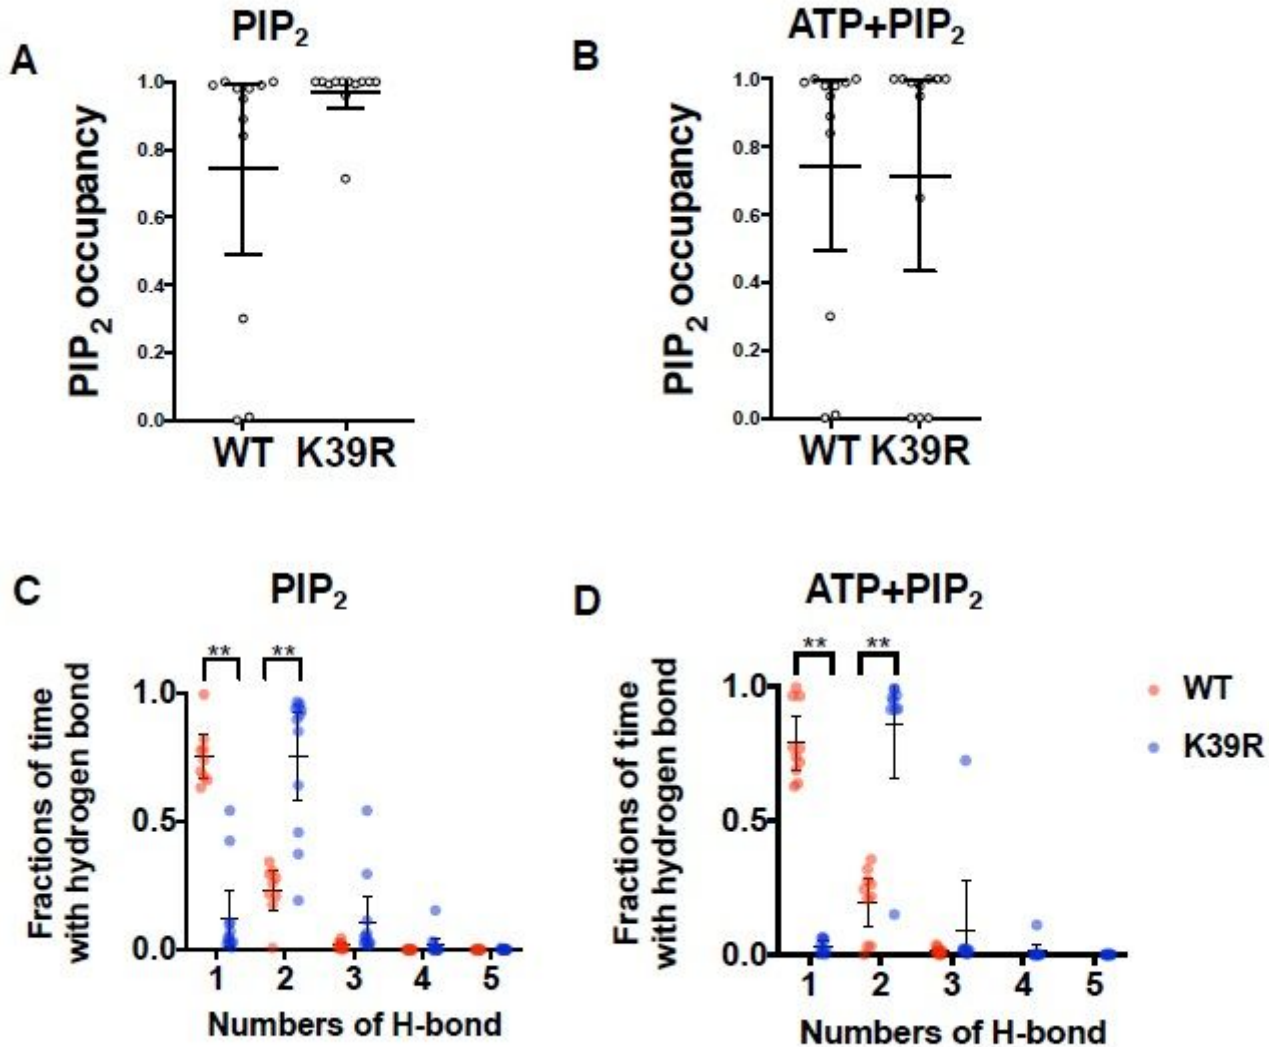 A
PIP₂
PIP₂ occupancy
1.0
0.8
0.6
0.4
0.2
0.0
WT K39R
B
ATP+PIP₂
PIP₂ occupancy
1.0
0.8
0.6
0.4
0.2
0.0
WT K39R
C
PIP₂
Fractions of time
with hydrogen bond
** **
1.0
0.5
0.0
1 2 3 4 5
Numbers of H-bond
D
ATP+PIP₂
Fractions of time
with hydrogen bond
** **
1.0
0.5
0.0
1 2 3 4 5
Numbers of H-bond
WT
K39R